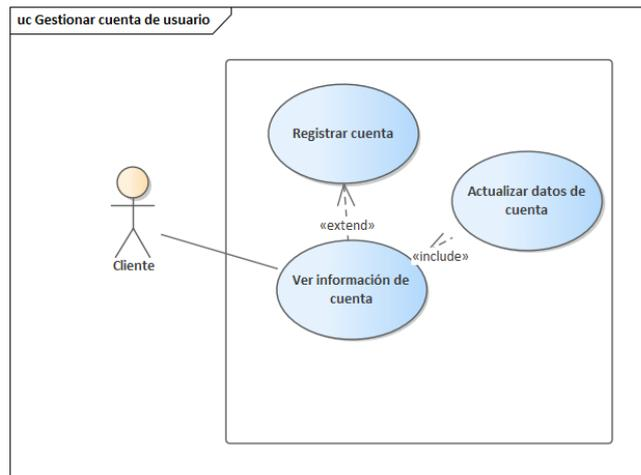 uc Gestionar cuenta de usuario
Registrar cuenta
Actualizar datos de
cuenta
«extend»
«include»
Cliente
Ver información de
cuenta